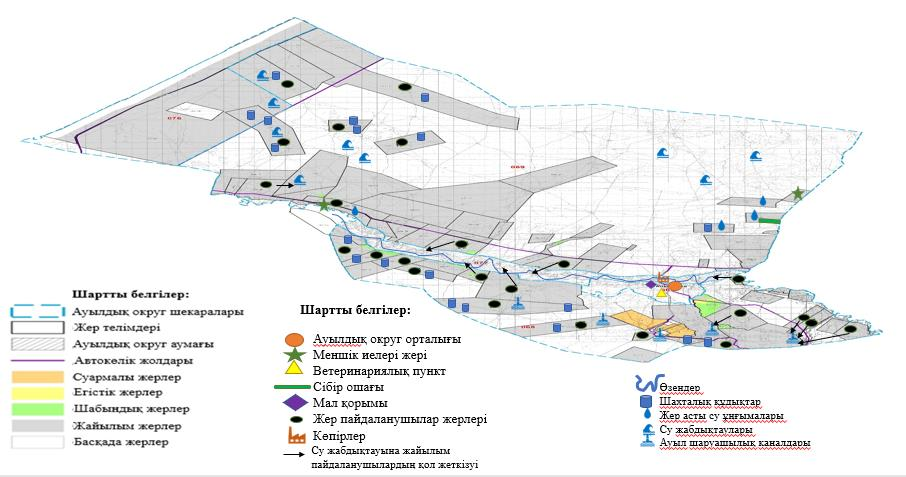 076
069
077
068
Шартты белгілер:
Ауылдық округ шекаралары
Жер телімдері
Ауылдық округ аумағы
Автокөлік жолдары
Суармалы жерлер
Егістік жерлер
Шабындық жерлер
Жайылым жерлер
Басқада жерлер
Шартты белгілер:
Ауылдық округ орталығы
Меншік иелері жері
Ветеринариялық пункт
Сібір ошағы
Мал қорымы
Жер пайдаланушылар жерлері
Көпірлер
Су жабдықтауына жайылым
пайдаланушылардың қол жеткізуі
Өзендер
Шахталық құдықтар
Жер асты су ұңғымалары
Су жабдықтаулары
Ауыл шаруашылық каналдары